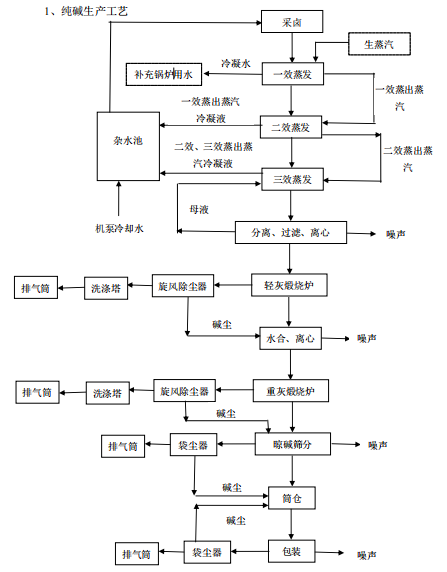 1、纯碱生产工艺
采卤
生蒸汽
冷凝水
补充锅炉用水
一效蒸发
一效蒸出蒸
汽
一效蒸出蒸汽
冷凝液
杂水池
二效蒸发
二效、三效蒸出蒸
汽冷凝液
二效蒸出蒸
汽
三效蒸发
母液
机泵冷却水
分离、过滤、离心
噪声
排气筒
洗涤塔
旋风除尘器
轻灰煅烧炉
碱尘
水合、离心
噪声
排气筒
洗涤塔
旋风除尘器
重灰煅烧炉
碱尘
排气筒
袋尘器
晾碱筛分
噪声
碱尘
筒仓
碱尘
排气筒
袋尘器
包装
噪声